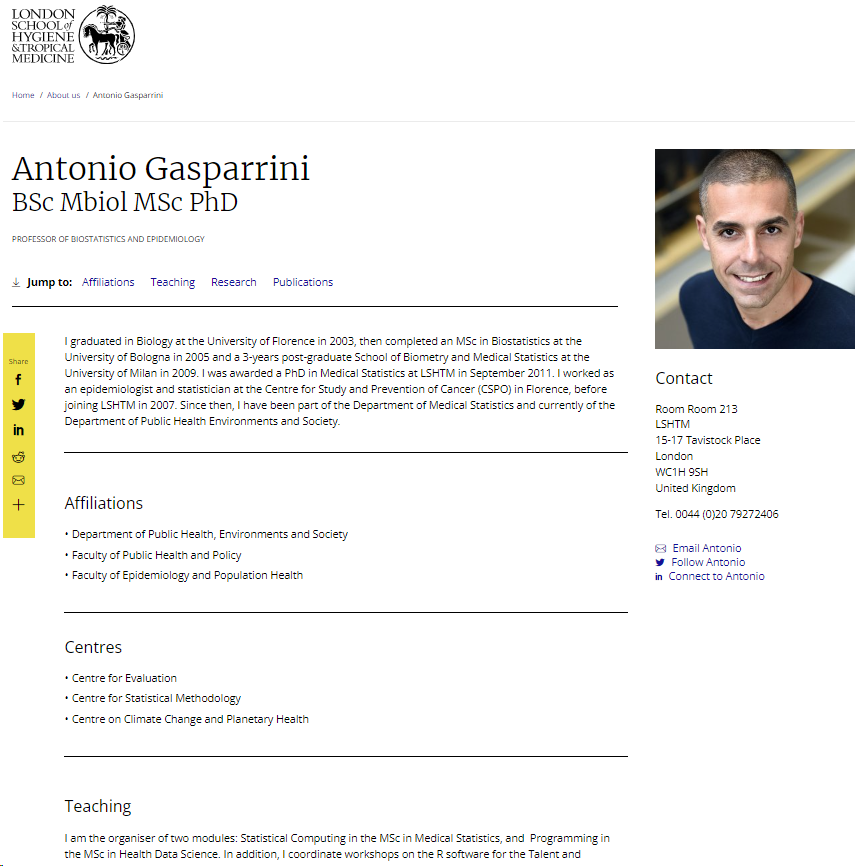 LONDON
SCHOOL of
HYGIENE
& TROPICAL
MEDICINE
Home / About us / Antonio Gasparrini
Antonio Gasparrini
BSc Mbiol MSc PhD
PROFESSOR OF BIOSTATISTICS AND EPIDEMIOLOGY
Jump to: Affiliations Teaching Research Publications
Share
I graduated in Biology at the University of Florence in 2003, then completed an MSc in Biostatistics at the
University of Bologna in 2005 and a 3-years post-graduate School of Biometry and Medical Statistics at the
University of Milan in 2009. I was awarded a PhD in Medical Statistics at LSHTM in September 2011. I worked as
an epidemiologist and statistician at the Centre for Study and Prevention of Cancer (CSPO) in Florence, before
joining LSHTM in 2007. Since then, I have been part of the Department of Medical Statistics and currently of the
Department of Public Health Environments and Society.
Affiliations
• Department of Public Health, Environments and Society
• Faculty of Public Health and Policy
• Faculty of Epidemiology and Population Health
Centres
• Centre for Evaluation
• Centre for Statistical Methodology
• Centre on Climate Change and Planetary Health
Teaching
I am the organiser of two modules: Statistical Computing in the MSc in Medical Statistics, and Programming in
the MSc in Health Data Science. In addition, I coordinate workshops on the R software for the Talent and
Contact
Room Room 213
LSHTM
15-17 Tavistock Place
London
WC1H 9SH
United Kingdom
Tel. 0044 (0)20 79272406
Email Antonio
Follow Antonio
Connect to Antonio